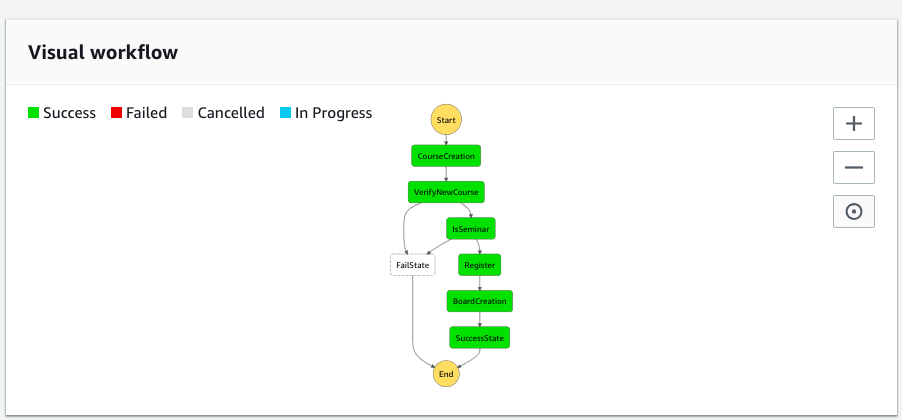 Visual workflow
Success Failed Cancelled In Progress
Start
CourseCreation
VerifyNewCourse
IsSeminar
FailState Register
BoardCreation
SuccessState
End